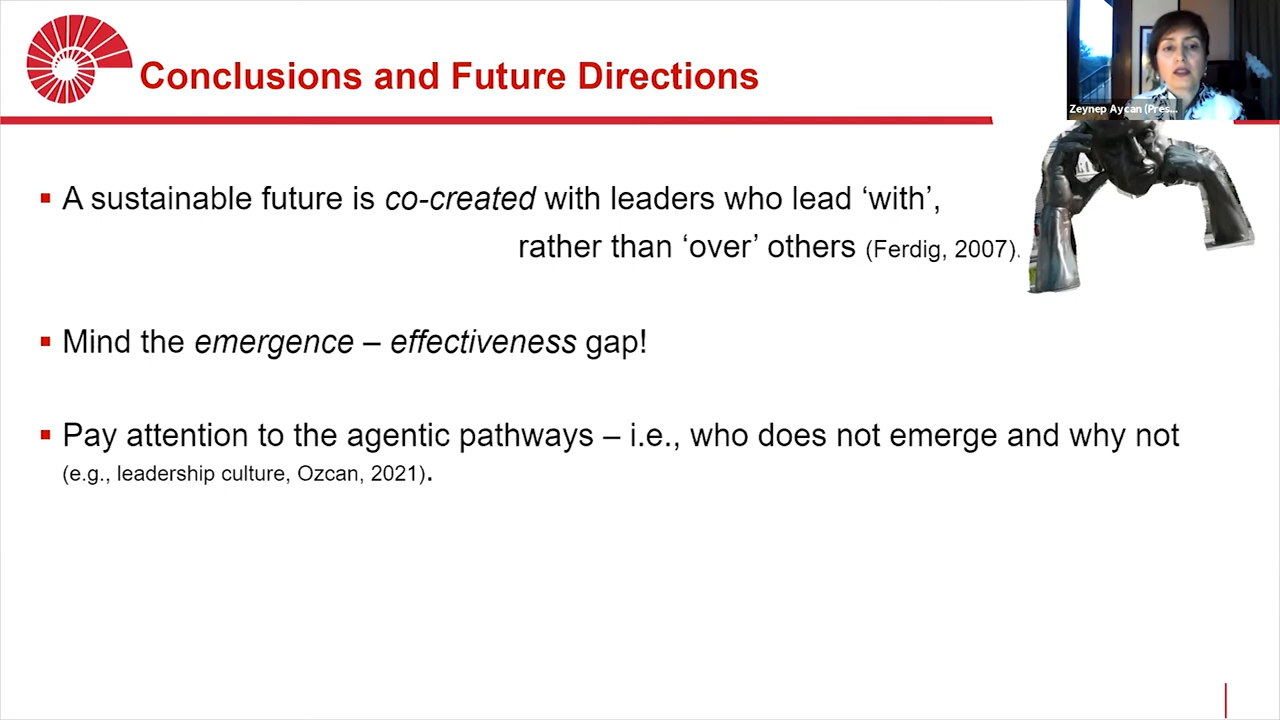 Conclusions and Future Directions
Zeynep Aycan (Pres...
▪ A sustainable future is co-created with leaders who lead ‘with’,
rather than ‘over’ others (Ferdig, 2007).
▪ Mind the emergence – effectiveness gap!
▪ Pay attention to the agentic pathways – i.e., who does not emerge and why not
(e.g., leadership culture, Ozcan, 2021).